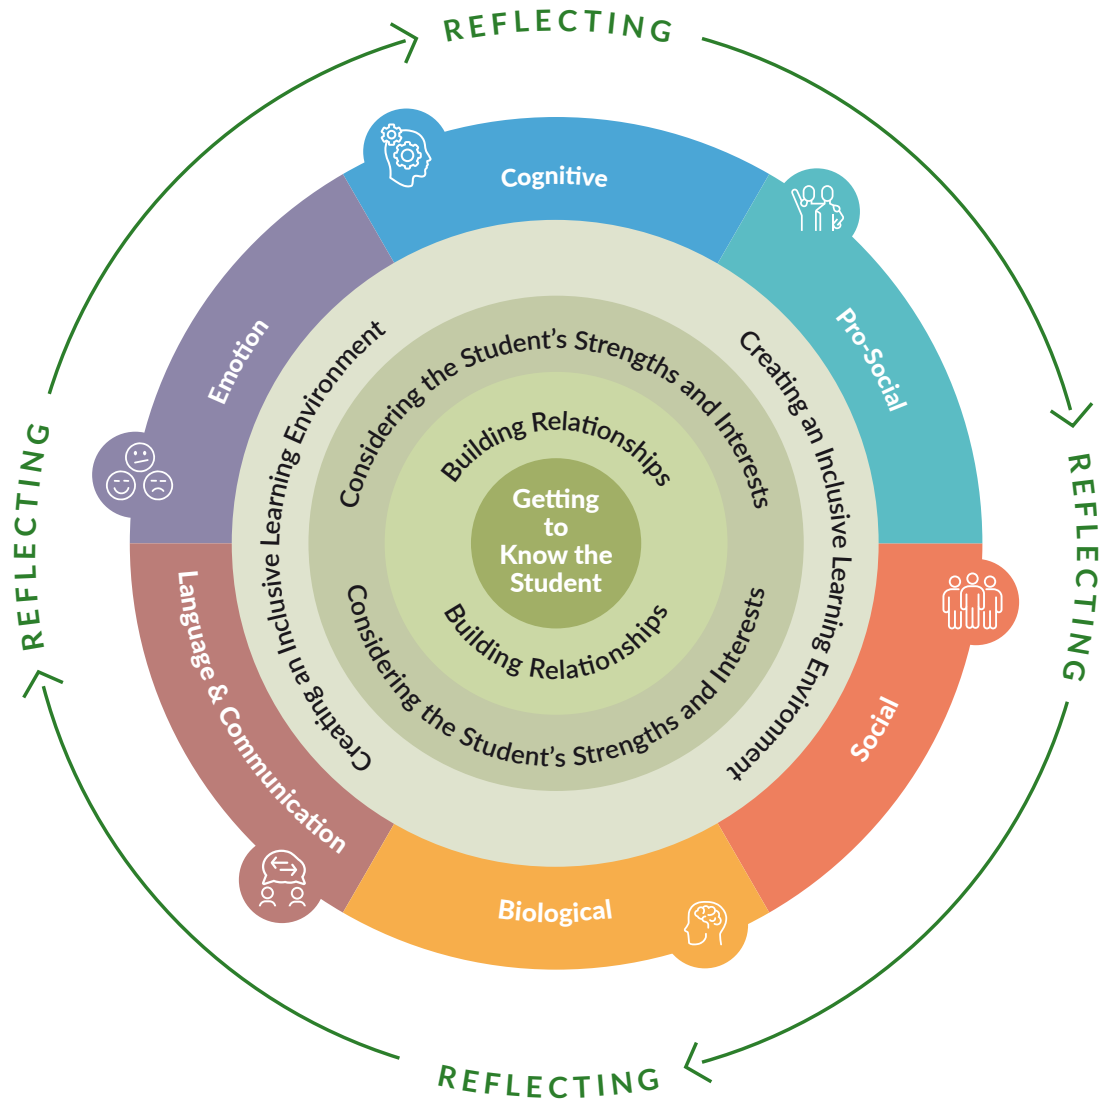 REFLECTING
Cognitive
Pro-Social
Emotion
Creating an Inclusive Learning Environment
Considering the Student’s Strengths and Interests
Creating an Inclusive Learning Environment
Building Relationships
REFLECTING
REFLECTING
Getting
to
Know the
Student
Building Relationships
Considering the Student’s Strengths and Interests
Language & Communication
Social
Biological
REFLECTING